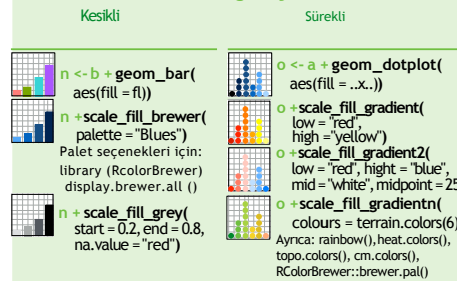 Kesikli
n <- b + geom_bar(
aes(fill = fl))
n +scale_fill_brewer(
palette = "Blues")
Palet seçenekleri için:
library (RcolorBrewer)
display.brewer.all ()
n + scale_fill_grey(
start = 0.2, end = 0.8,
na.value = "red")
Sürekli
o <- a + geom_dotplot(
aes(fill = ..x..))
o +scale_fill_gradient(
low = "red",
high ="yellow")
o +scale_fill_gradient2(
low = "red", hight = "blue",
mid = "white", midpoint = 25
o +scale_fill_gradientn(
colours = terrain.colors(6)
Ayrıca: rainbow(), heat.colors(),
topo.colors(), cm.colors(),
RColorBrewer::brewer.pal()